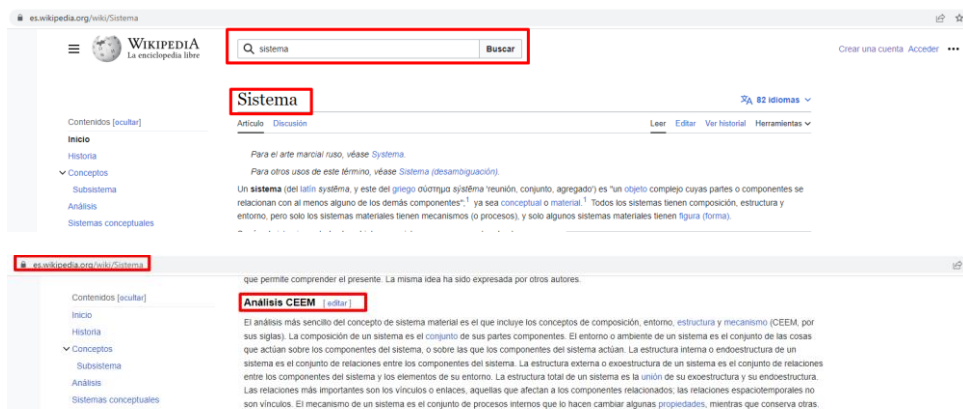 es.wikipedia.org/wiki/Sistema
WIKIPEDIA
La enciclopedia libre
sistema
Buscar
Crear una cuenta Acceder
Sistema
82 idiomas
Contenidos [ocultar]
Artículo Discusión
Leer Editar Ver historial Herramientas
Inicio
Historia
Conceptos
Subsistema
Análisis
Sistemas conceptuales
Para el arte marcial ruso, véase Systema.
Para otros usos de este término, véase Sistema (desambiguación).
Un sistema (del latín systēma, y este del griego σύστημα sýstēma 'reunión, conjunto, agregado') es "un objeto complejo cuyas partes o componentes se
relacionan con al menos alguno de los demás componentes";1 ya sea conceptual o material.1 Todos los sistemas tienen composición, estructura y
entorno, pero solo los sistemas materiales tienen mecanismos (o procesos), y solo algunos sistemas materiales tienen figura (forma).
es.wikipedia.org/wiki/Sistema
que permite comprender el presente. La misma idea ha sido expresada por otros autores.
Contenidos [ocultar]
Inicio
Historia
Conceptos
Subsistema
Análisis
Sistemas conceptuales
Análisis CEEM [editar]
El análisis más sencillo del concepto de sistema material es el que incluye los conceptos de composición, entorno, estructura y mecanismo (CEEM, por
sus siglas). La composición de un sistema es el conjunto de sus partes componentes. El entorno o ambiente de un sistema es el conjunto de las cosas
que actúan sobre los componentes del sistema, o sobre las que los componentes del sistema actúan. La estructura interna o endoestructura de un
sistema es el conjunto de relaciones entre los componentes del sistema. La estructura externa o exoestructura de un sistema es el conjunto de relaciones
entre los componentes del sistema y los elementos de su entorno. La estructura total de un sistema es la unión de su exoestructura y su endoestructura.
Las relaciones más importantes son los vínculos o enlaces, aquellas que afectan a los componentes relacionados; las relaciones espaciotemporales no
son vínculos. El mecanismo de un sistema es el conjunto de procesos internos que lo hacen cambiar algunas propiedades, mientras que conserva otras.